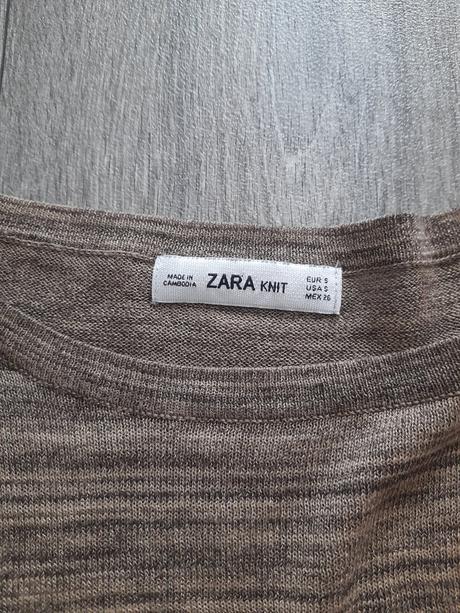 MADE IN
CAMBODIA
ZARA KNIT
EUR S
USA S
MEX 26